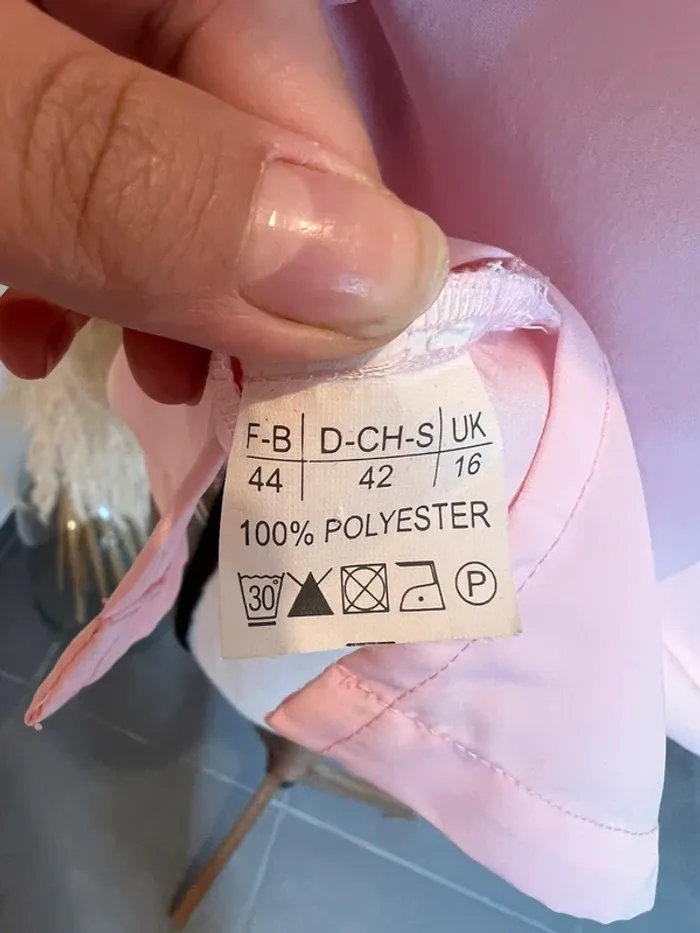 F-B D-CH-S UK
44 42 16
100% POLYESTER
30° P